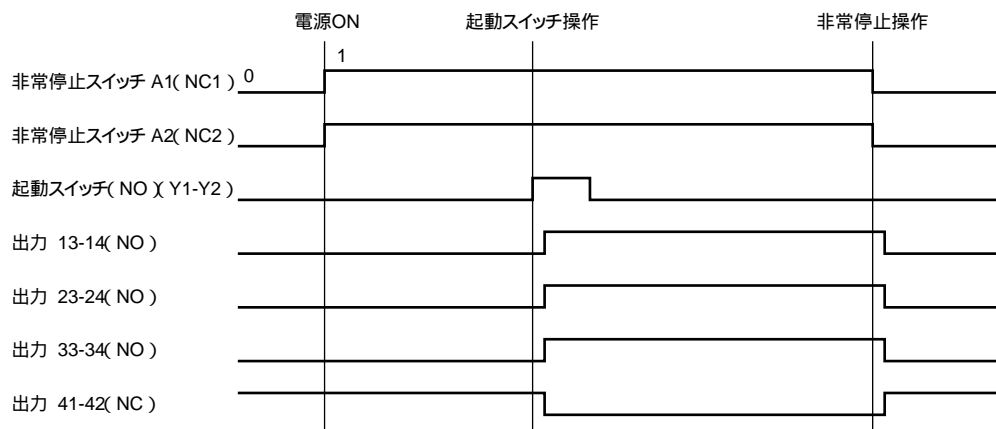 電源ON 起動スイッチ操作 非常停止操作
1
非常停止スイッチ A1( NC1 ) 0
非常停止スイッチ A2( NC2 )
起動スイッチ( NO )( Y1-Y2 )
出力 13-14( NO )
出力 23-24( NO )
出力 33-34( NO )
出力 41-42( NC )